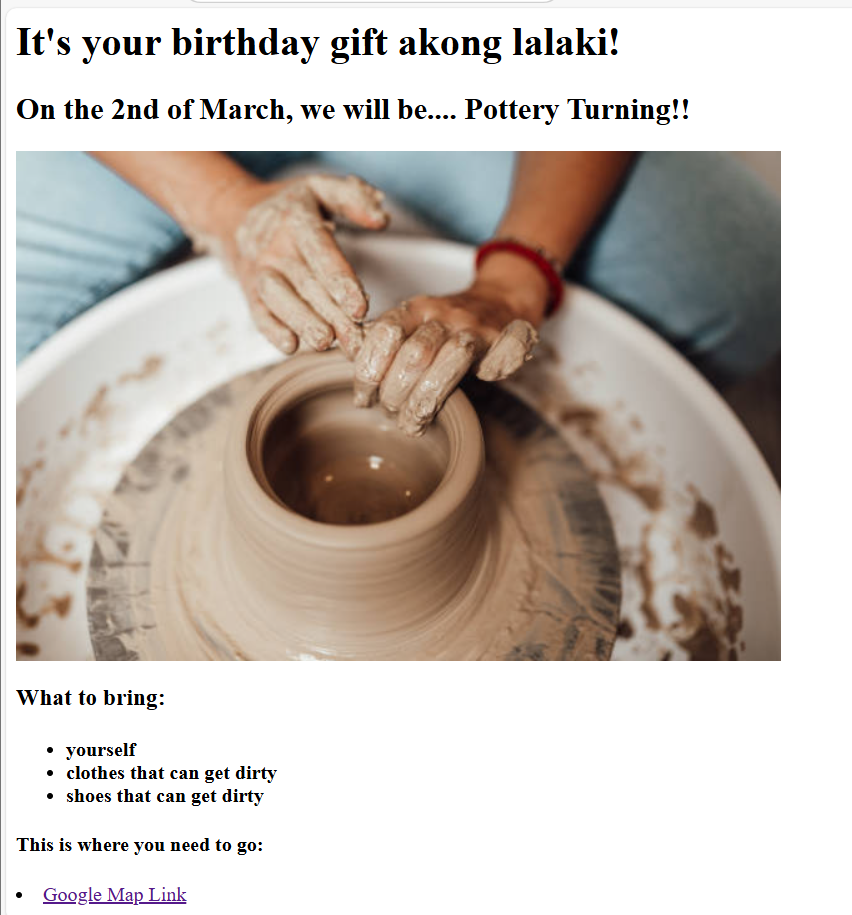 It's your birthday gift akong lalaki!
On the 2nd of March, we will be.... Pottery Turning!!
What to bring:
yourself
clothes that can get dirty
shoes that can get dirty
This is where you need to go:
Google Map Link